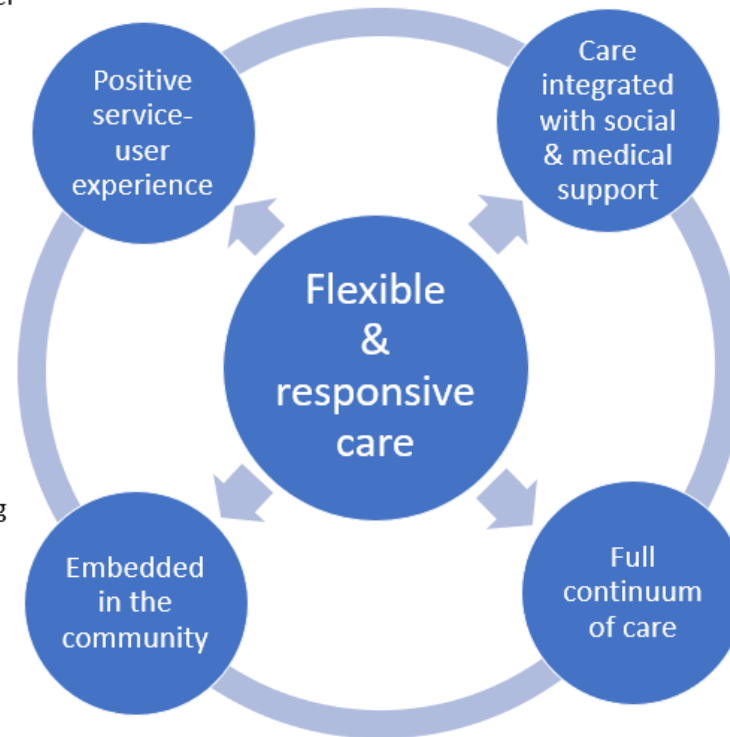 Positive
service-
user
experience
Care
integrated
with social
& medical
support
Flexible
&
responsive
care
Embedded
in the
community
Full
continuum
of care